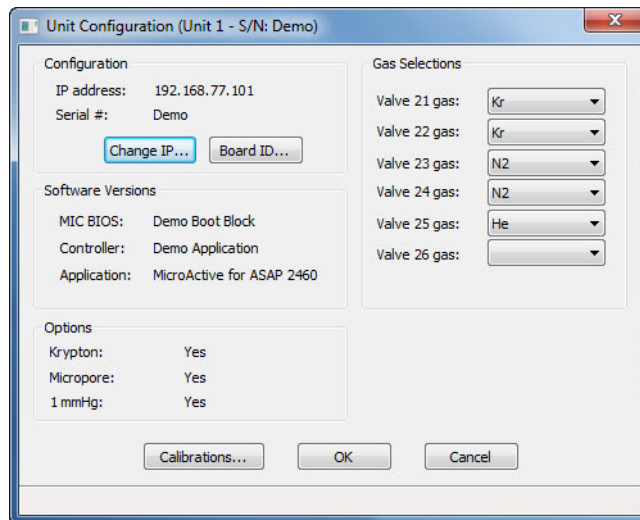 Unit Configuration (Unit 1 - S/N: Demo)
Configuration
IP address: 192.168.77.101
Serial #: Demo
Change IP... Board ID...
Software Versions
MIC BIOS: Demo Boot Block
Controller: Demo Application
Application: MicroActive for ASAP 2460
Options
Krypton: Yes
Micropore: Yes
1 mmHg: Yes
Gas Selections
Valve 21 gas: Kr
Valve 22 gas: Kr
Valve 23 gas: N2
Valve 24 gas: N2
Valve 25 gas: He
Valve 26 gas:
Calibrations... OK Cancel